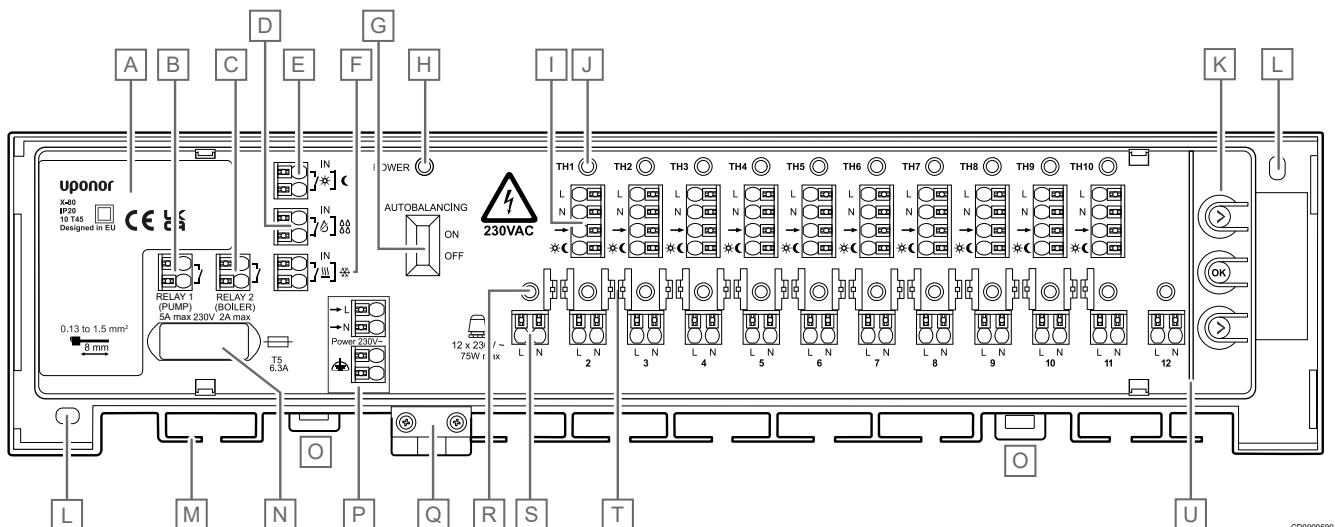 A B C D E F G H I J K L
uponor
X-80
IP20
10 T45
Designed in EU
CE UK CA
IN
IN
IN
POWER
AUTOBALANCING
ON
OFF
230VAC
TH1 TH2 TH3 TH4 TH5 TH6 TH7 TH8 TH9 TH10
L
N
L
N
L
N
L
N
L
N
L
N
L
N
L
N
L
N
L
N
OK
RELAY 1
(PUMP)
RELAY 2
(BOILER)
5A max 230V 2A max
0.13 to 1.5 mm²
8 mm
T5
6.3A
L
N
Power 230V~
12 x ~
75W
L N
L N
L N
L N
L N
L N
L N
L N
L N
L N
L N
L N
2 3 4 5 6 7 8 9 10 11 12
L M N O P Q R S T O U